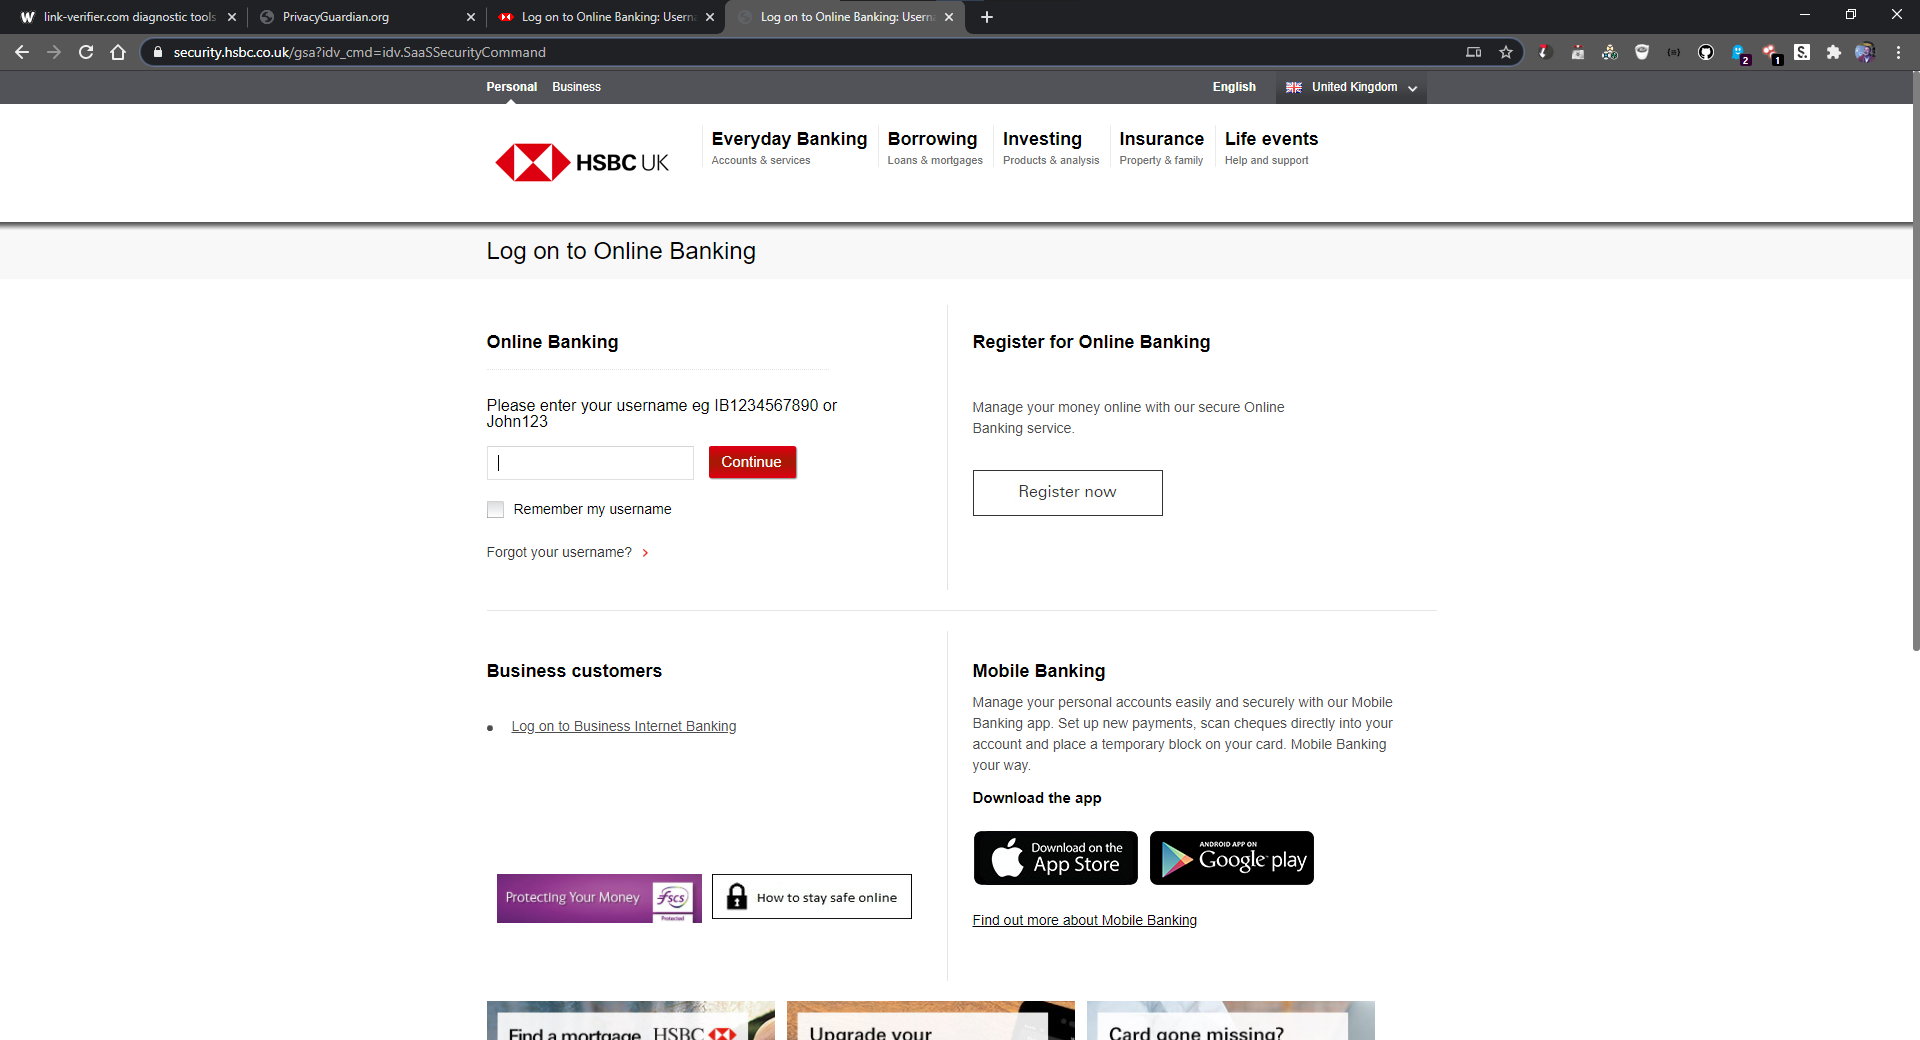 link-verifier.com diagnostic tools
PrivacyGuardian.org
Log on to Online Banking: Usern
Log on to Online Banking: Userna
security.hsbc.co.uk/gsa?idv_cmd=idv.SaaSSecurityCommand
2
1
Personal Business
English United Kingdom
HSBC UK
Everyday Banking
Accounts & services
Borrowing
Loans & mortgages
Investing
Products & analysis
Insurance
Property & family
Life events
Help and support
Log on to Online Banking
Online Banking
Please enter your username eg IB1234567890 or
John123
Continue
Remember my username
Forgot your username?
Register for Online Banking
Manage your money online with our secure Online
Banking service.
Register now
Business customers
Log on to Business Internet Banking
Protecting Your Money
fscs
Protected
How to stay safe online
Mobile Banking
Manage your personal accounts easily and securely with our Mobile
Banking app. Set up new payments, scan cheques directly into your
account and place a temporary block on your card. Mobile Banking
your way.
Download the app
Download on the
App Store
ANDROID APP ON
Google play
Find out more about Mobile Banking
Find a mortgage HSBC
Upgrade your
Card gone missing?